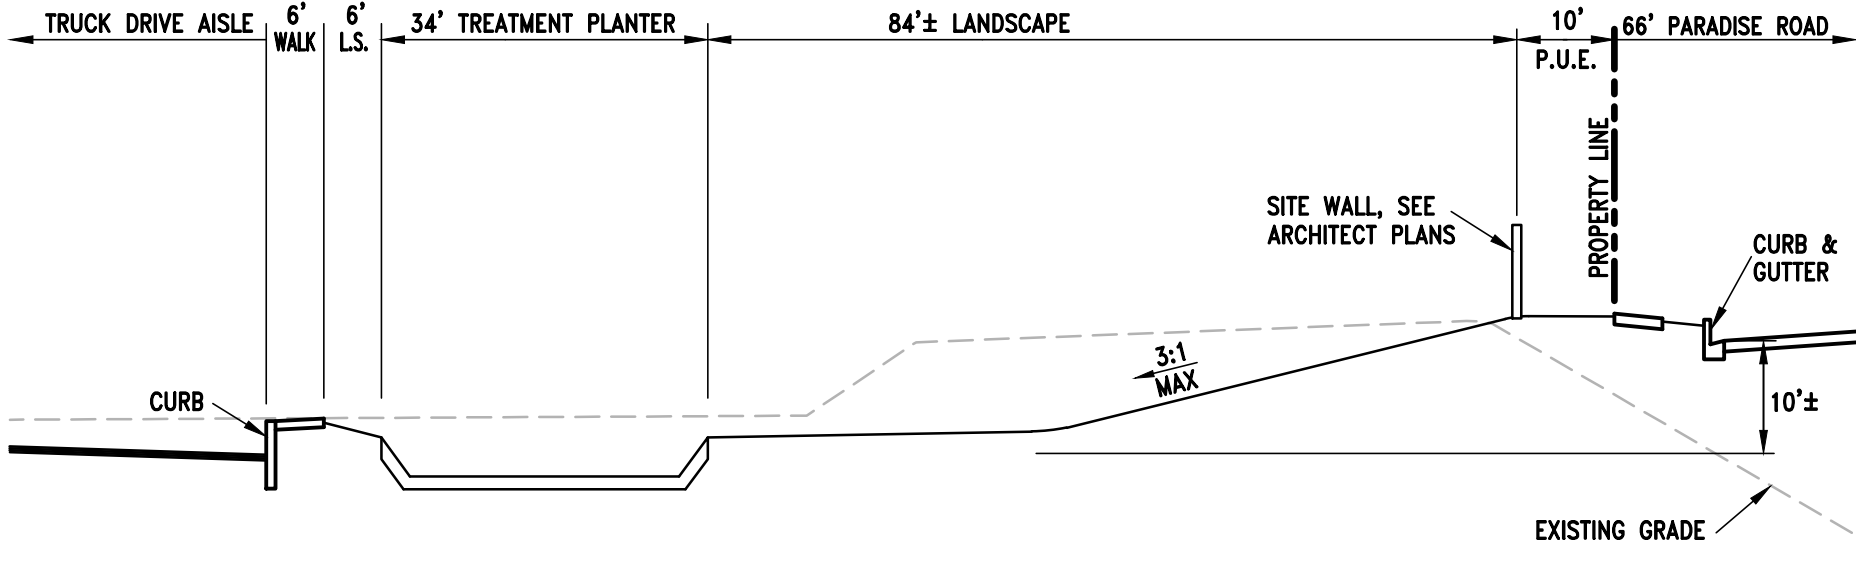 TRUCK DRIVE AISLE
6'
WALK
6'
L.S.
34' TREATMENT PLANTER
84'± LANDSCAPE
10'
P.U.E.
66' PARADISE ROAD
PROPERTY LINE
SITE WALL, SEE
ARCHITECT PLANS
CURB &
GUTTER
3:1
MAX
CURB
10'±
EXISTING GRADE